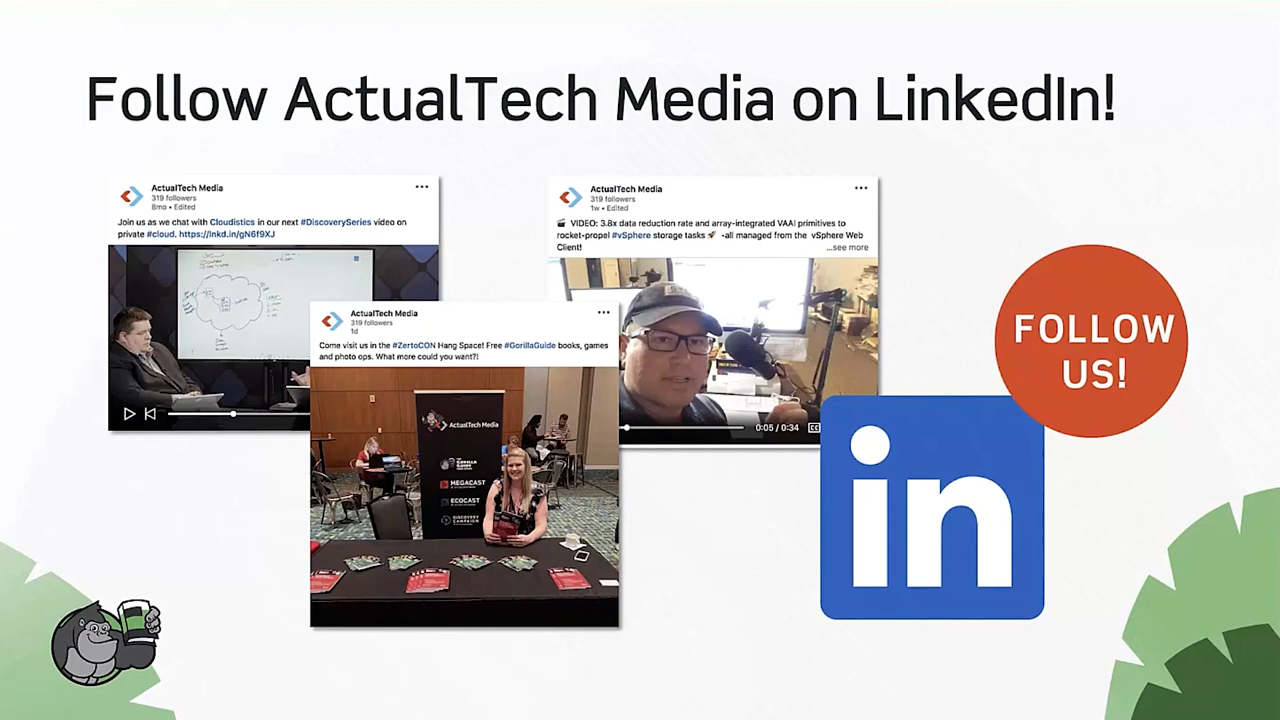 Follow ActualTech Media on LinkedIn!
ActualTech Media
319 followers
8mo • Edited
Join us as we chat with Cloudistics in our next #DiscoverySeries video on
private #cloud. https://lnkd.in/gN6f9XJ
ActualTech Media
319 followers
1w • Edited
🎬 VIDEO: 3.8x data reduction rate and array-integrated VAAI primitives to
rocket-propel #vSphere storage tasks 🚀 -all managed from the vSphere Web
Client!
...see more
0:05 / 0:34
CC
ActualTech Media
319 followers
1d
Come visit us in the #ZertoCON Hang Space! Free #GorillaGuide books, games
and photo ops. What more could you want?!
ActualTech Media
GORILLA
GUIDE
MEGACAST
ECOCAST
DISCOVERY
CAMPAIGN
FOLLOW
US!
in